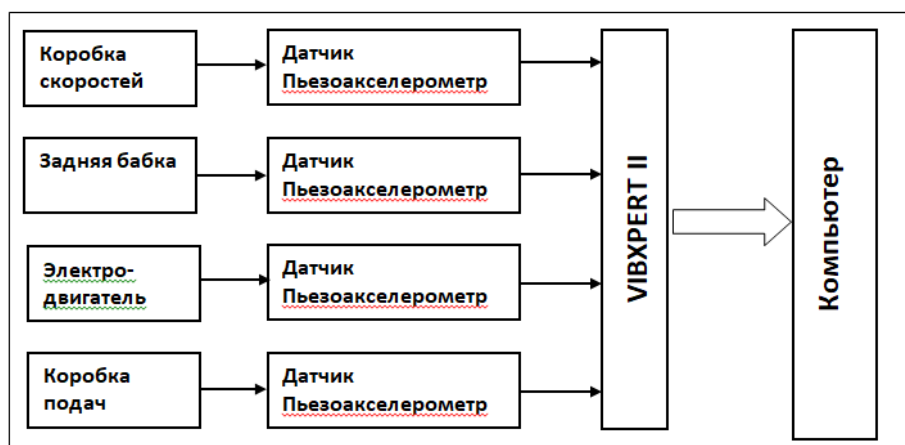 Коробка
скоростей
Датчик
Пьезоакселерометр
Задняя бабка
Датчик
Пьезоакселерометр
Электро-
двигатель
Датчик
Пьезоакселерометр
Коробка
подач
Датчик
Пьезоакселерометр
VIBXPERT II
Компьютер